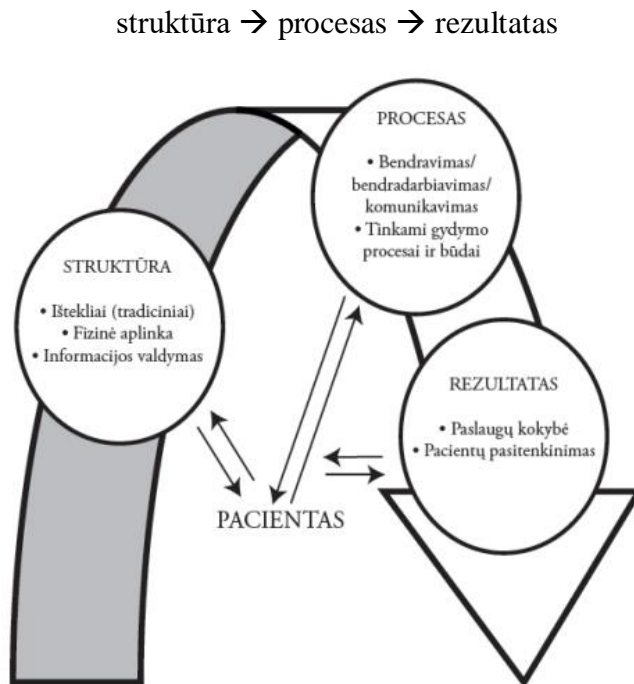 struktūra → procesas → rezultatas
PROCESAS
• Bendravimas/
bendradarbiavimas/
komunikavimas
• Tinkami gydymo
procesai ir būdai
STRUKTŪRA
• Ištekliai (tradiciniai)
• Fizinė aplinka
• Informacijos valdymas
REZULTATAS
• Paslaugų kokybė
• Pacientų pasitenkinimas
PACIENTAS